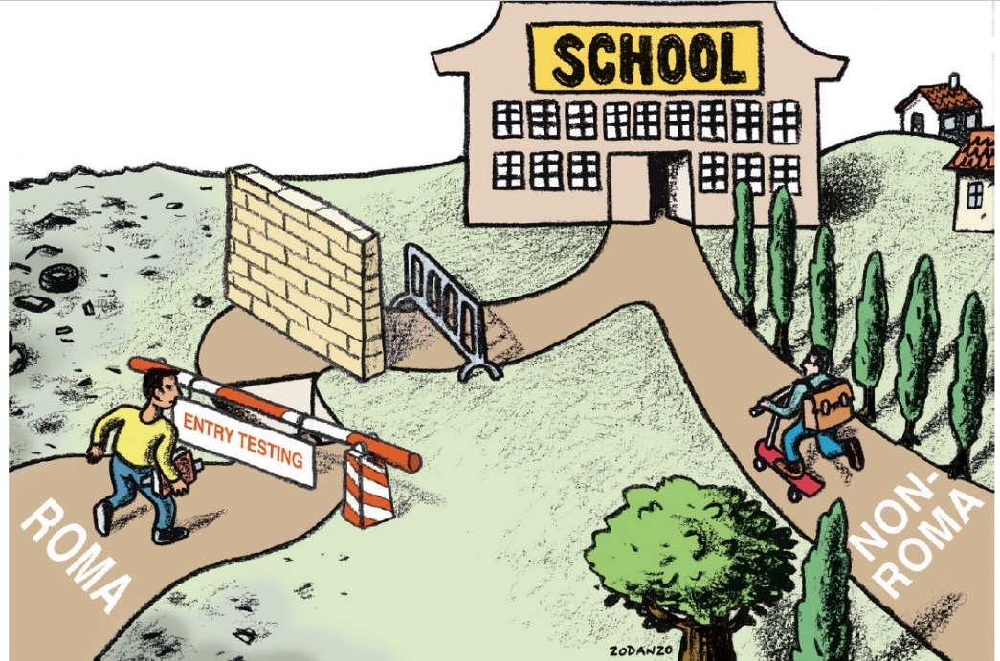 SCHOOL
ENTRY TESTING
ROMA
NON-
ROMA
ZODANZO